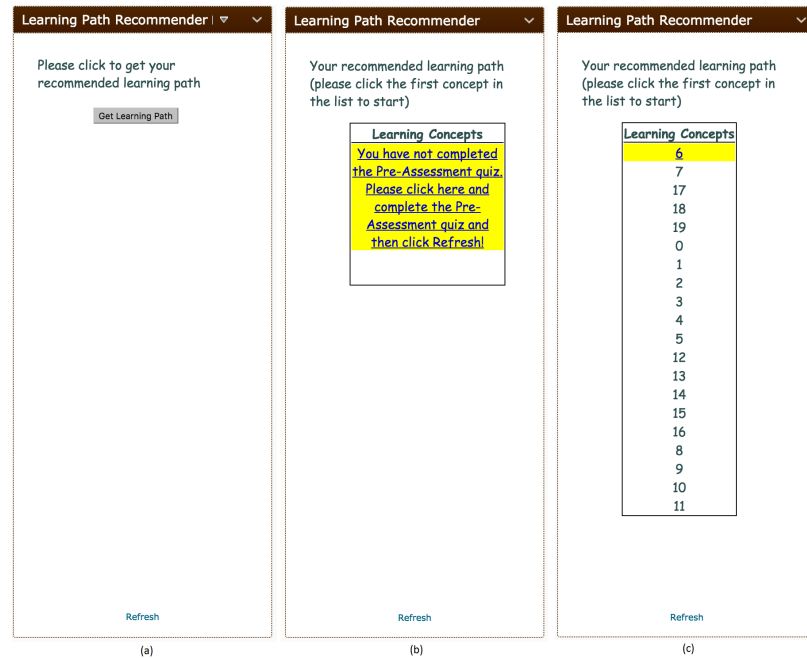 Learning Path Recommender
Please click to get your
recommended learning path
Get Learning Path
Refresh
(a)
Learning Path Recommender
Your recommended learning path
(please click the first concept in
the list to start)
Learning Concepts
You have not completed
the Pre-Assessment quiz.
Please click here and
complete the Pre-
Assessment quiz and
then click Refresh!
Refresh
(b)
Learning Path Recommender
Your recommended learning path
(please click the first concept in
the list to start)
Learning Concepts
6
7
17
18
19
0
1
2
3
4
5
12
13
14
15
16
8
9
10
11
Refresh
(c)